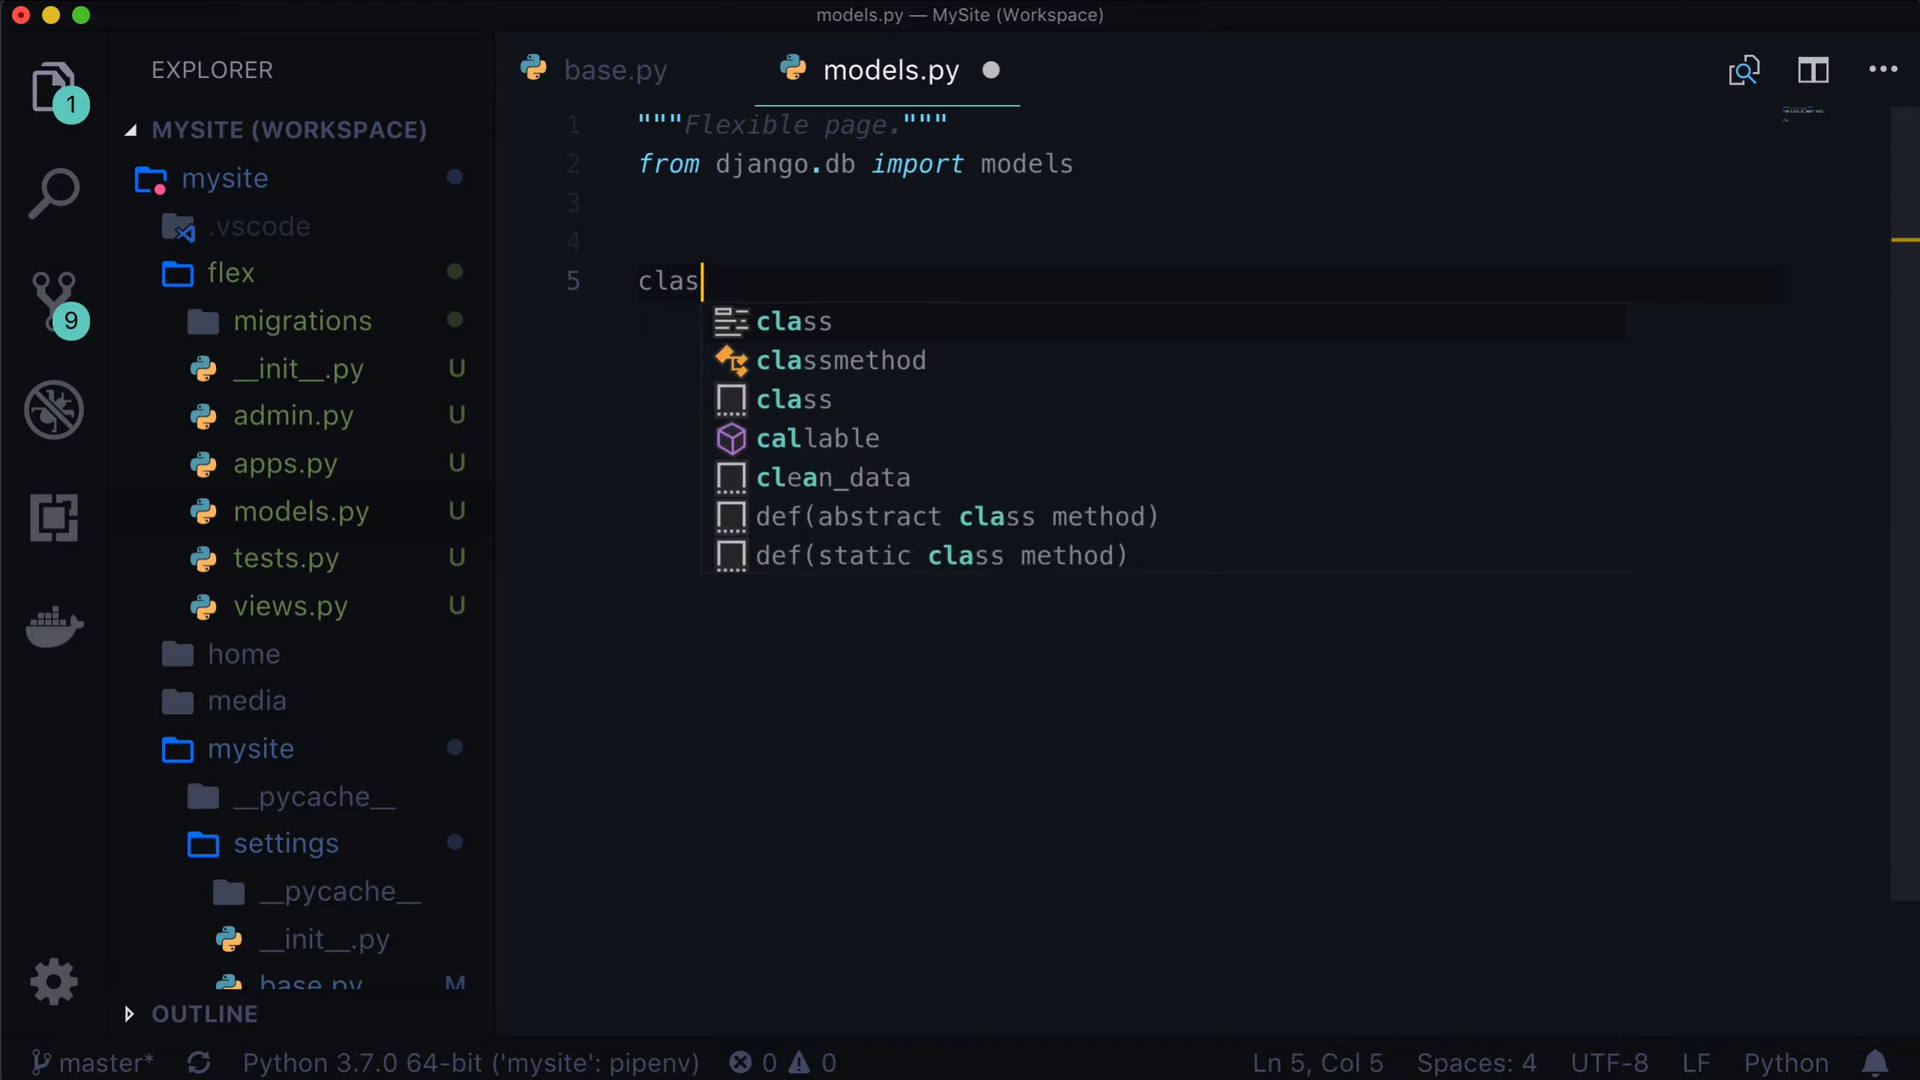 models.py — MySite (Workspace)
EXPLORER
1
MYSITE (WORKSPACE)
mysite
.vscode
flex
migrations
9
__init__.py U
admin.py U
apps.py U
models.py U
tests.py U
views.py U
home
media
mysite
__pycache__
settings
__pycache__
__init__.py
base.py M
OUTLINE
base.py models.py
1 """Flexible page."""
2 from django.db import models
3
4
5 clas
class
classmethod
class
callable
clean_data
def(abstract class method)
def(static class method)
master* Python 3.7.0 64-bit ('mysite': pipenv) 0 0 Ln 5, Col 5 Spaces: 4 UTF-8 LF Python